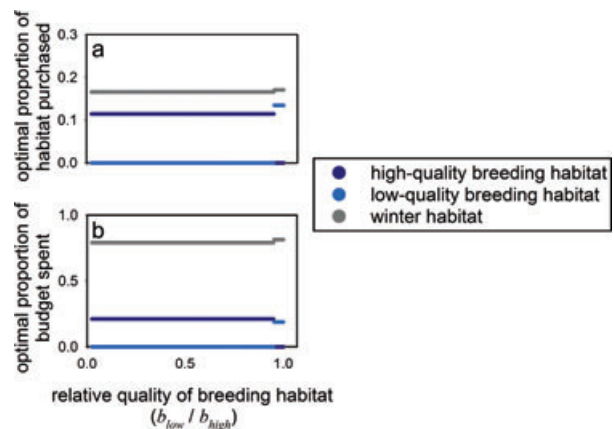 optimal proportion of
habitat purchased
a
0.3
0.2
0.1
0.0
high-quality breeding habitat
low-quality breeding habitat
winter habitat
optimal proportion of
budget spent
b
1.0
0.5
0.0
0.0 0.5 1.0
relative quality of breeding habitat
(b_low / b_high)